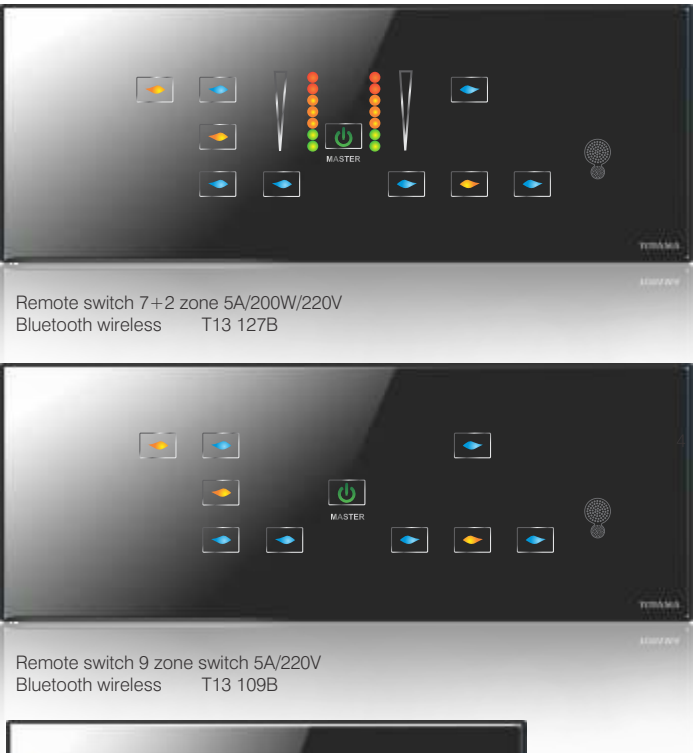 MASTER
Remote switch 7+2 zone 5A/200W/220V
Bluetooth wireless T13 127B
MASTER
Remote switch 9 zone switch 5A/220V
Bluetooth wireless T13 109B